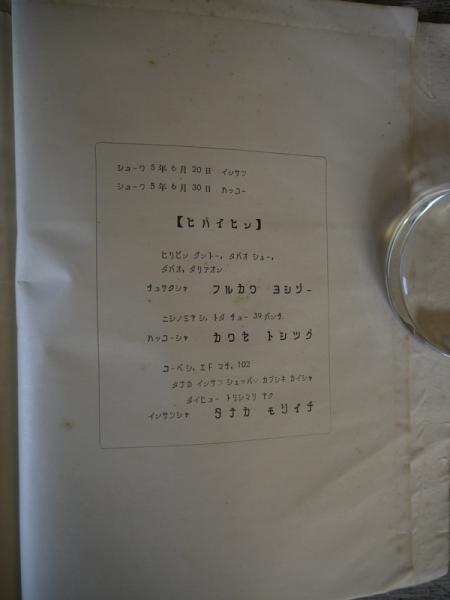 ショーワ 5年 6月 20日 インサツ
ショーワ 5年 6月 30日 ハッコー
【ヒバイヒン】
ヒリピン グントー, ダバオ シュー,
ダバオ, ダリアオン
チョサクシャ フルカワ ヨシゾー
ニシノミヤシ, トダ チョー 39バンチ
ハッコーシャ カワセ トシツグ
コーベシ, エド マチ, 102
タナカ インサツ シュッパン カブシキ カイシャ
ダイヒョー トリシマリ ヤク
インサツシャ タナカ モリイチ